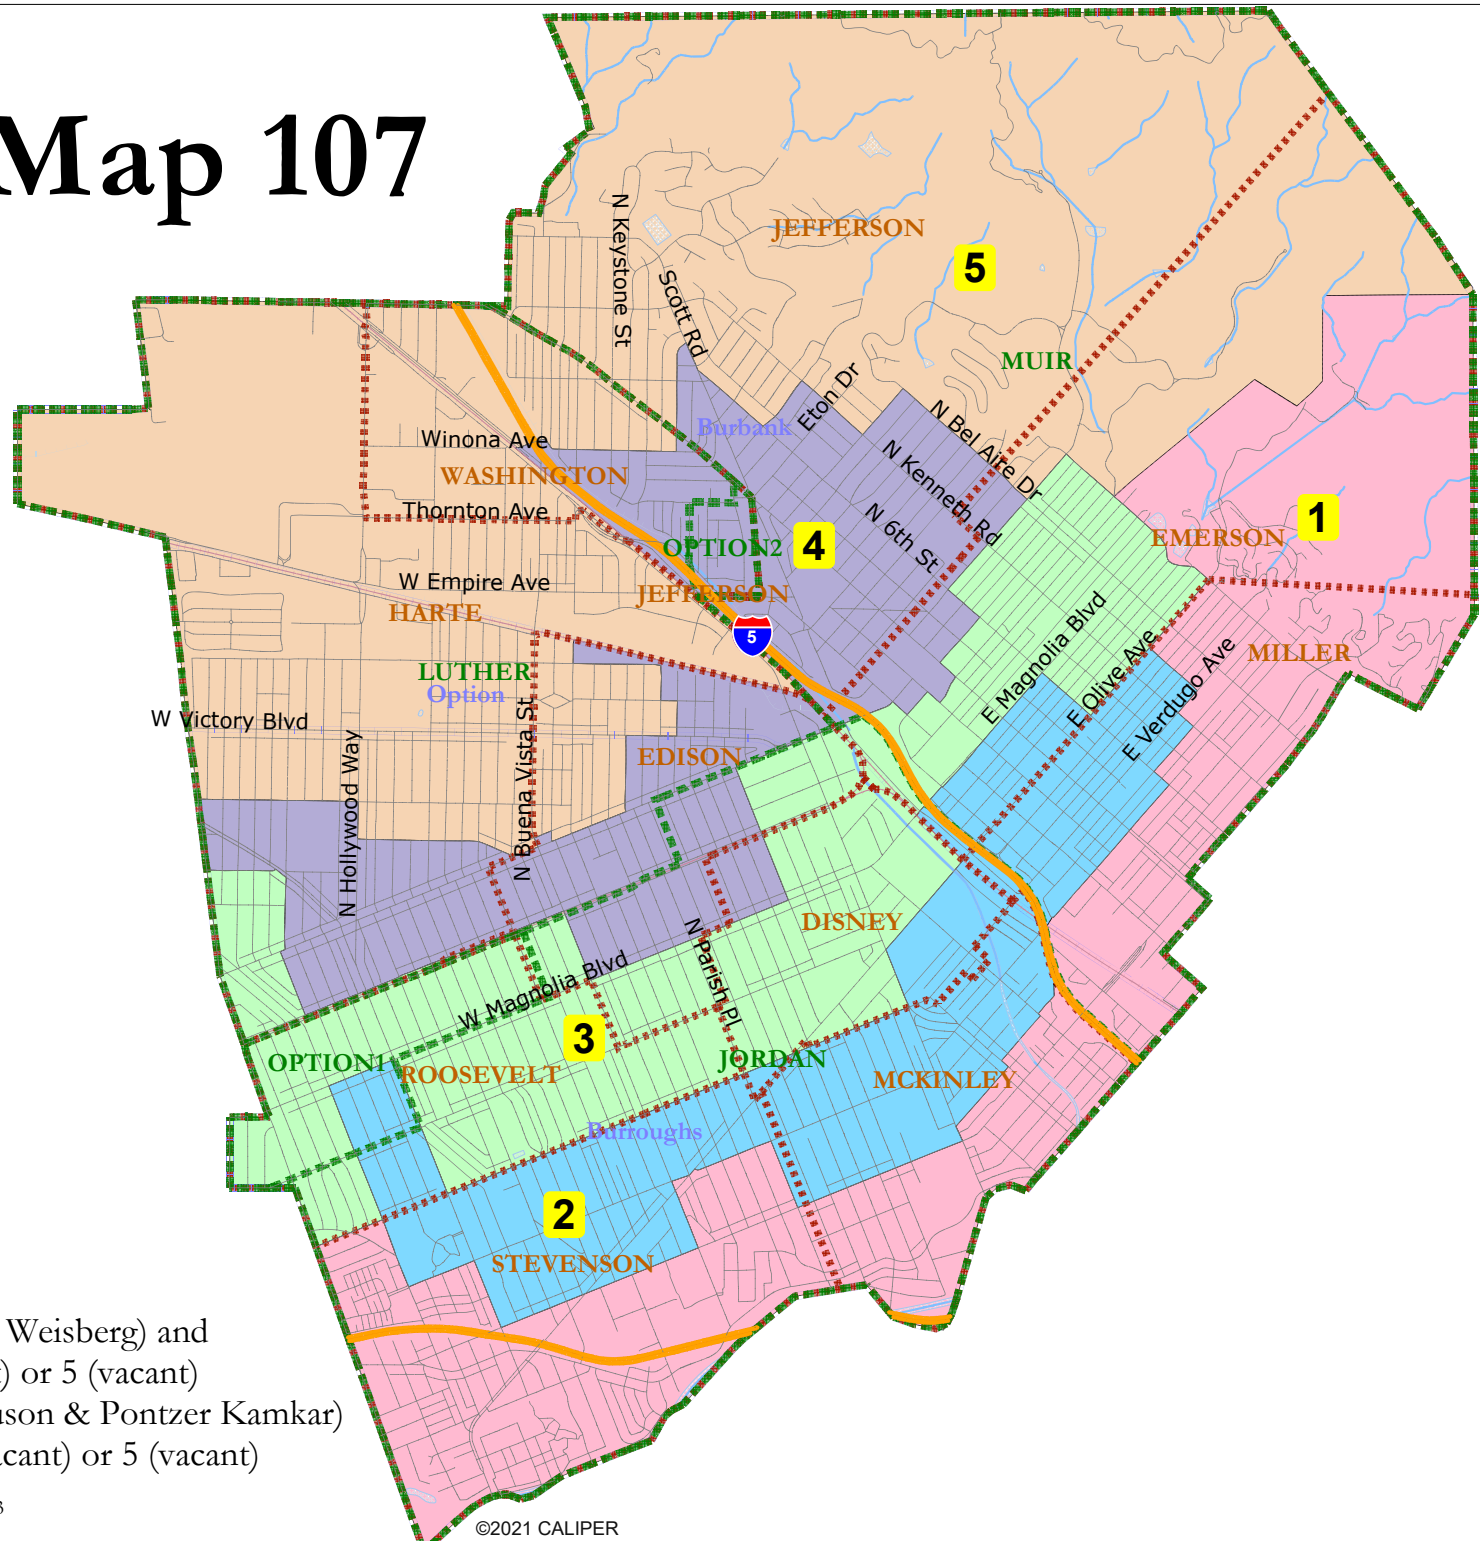 Map 107
N Keystone St
Scott Rd
JEFFERSON
5
MUIR
Eton Dr
N Bel Aire Dr
Burbank
Winona Ave
WASHINGTON
N Kenneth Rd
Thornton Ave
N 6th St
1
EMERSON
OPTION2
4
W Empire Ave
JEFFERSON
HARTE
5
E Magnolia Blvd
E Olive Ave
E Verdugo Ave
MILLER
LUTHER
Option
W Victory Blvd
N Hollywood Way
N Buena Vista St
EDISON
DISNEY
N Parish Pl
W Magnolia Blvd
3
OPTION1
ROOSEVELT
JORDAN
MCKINLEY
Burroughs
2
STEVENSON
Weisberg) and
) or 5 (vacant)
son & Pontzer Kamkar)
cant) or 5 (vacant)
©2021 CALIPER